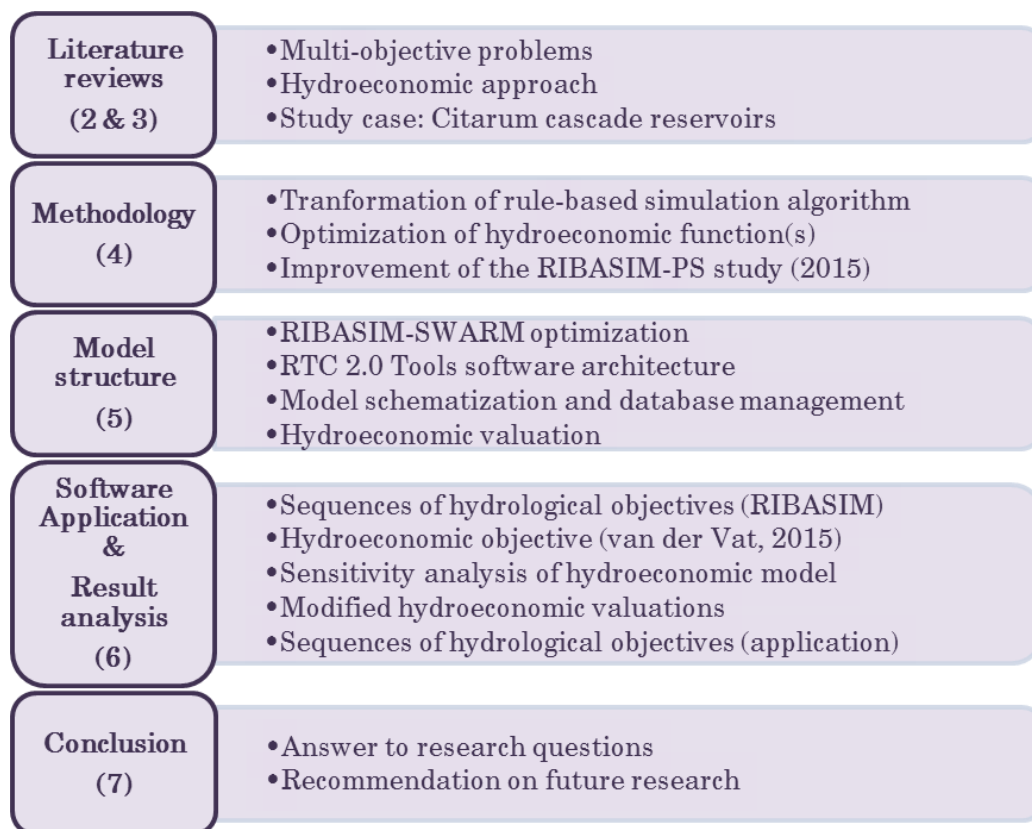 Literature
reviews
(2 & 3)
•Multi-objective problems
•Hydroeconomic approach
•Study case: Citarum cascade reservoirs
Methodology
(4)
•Tranformation of rule-based simulation algorithm
•Optimization of hydroeconomic function(s)
•Improvement of the RIBASIM-PS study (2015)
Model
structure
(5)
•RIBASIM-SWARM optimization
•RTC 2.0 Tools software architecture
•Model schematization and database management
•Hydroeconomic valuation
Software
Application
&
Result
analysis
(6)
•Sequences of hydrological objectives (RIBASIM)
•Hydroeconomic objective (van der Vat, 2015)
•Sensitivity analysis of hydroeconomic model
•Modified hydroeconomic valuations
•Sequences of hydrological objectives (application)
Conclusion
(7)
•Answer to research questions
•Recommendation on future research